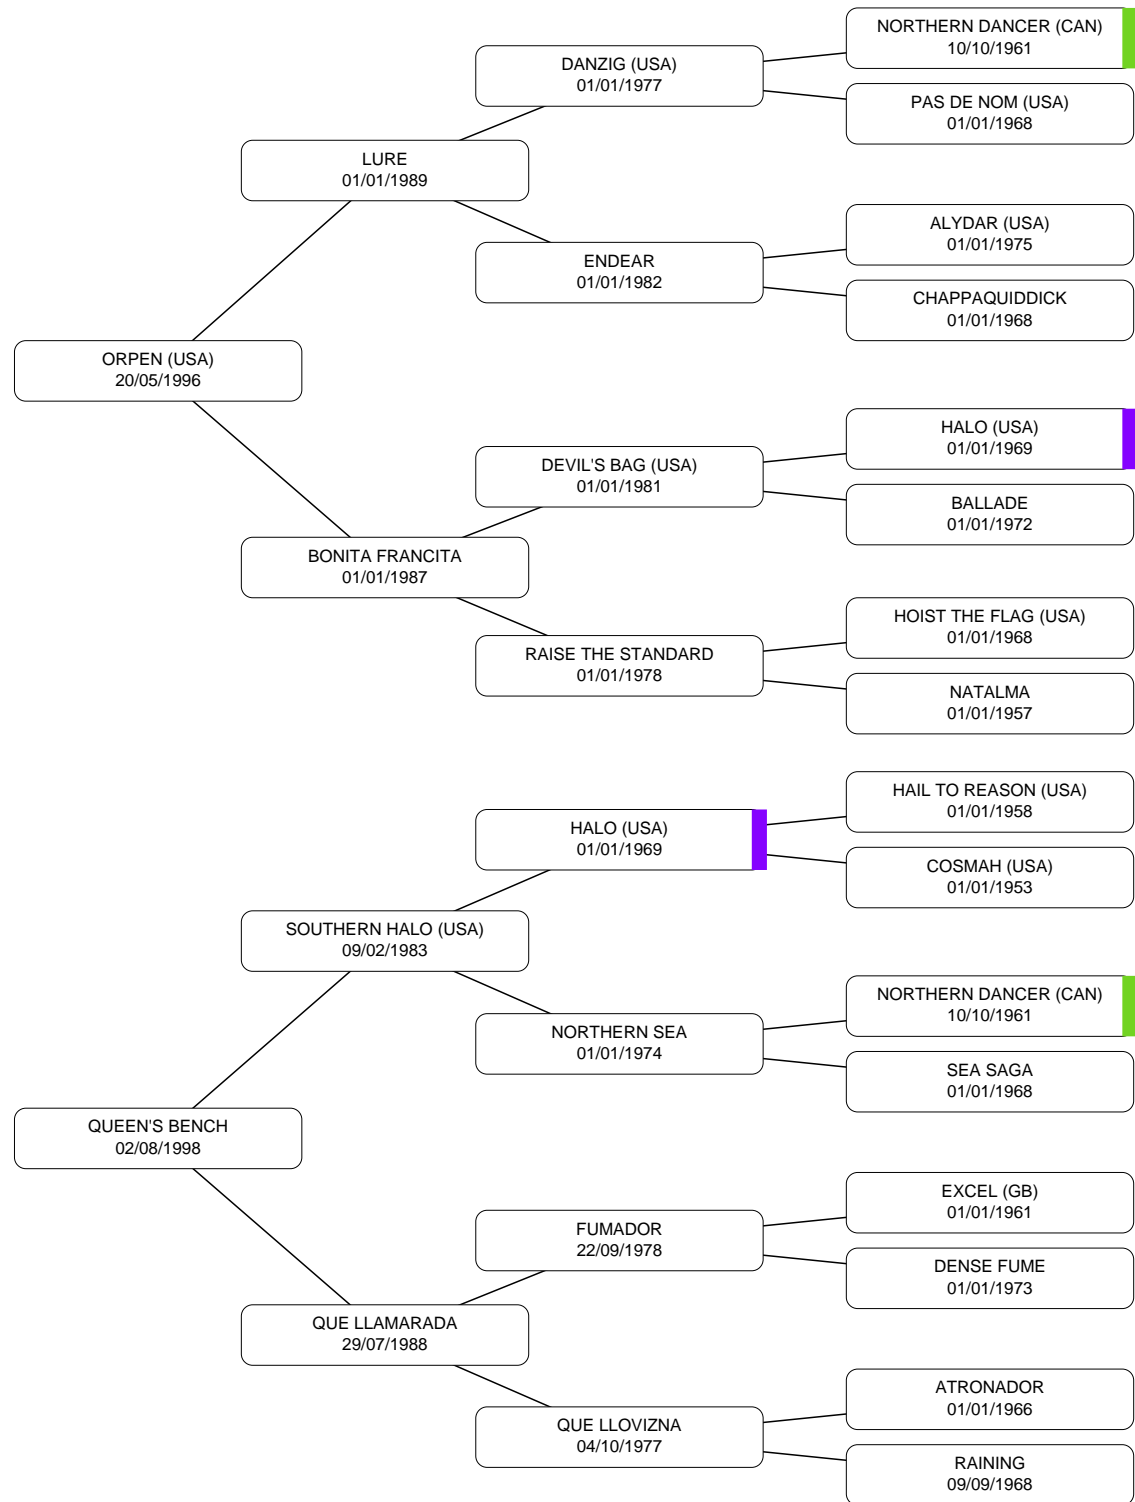 NORTHERN DANCER (CAN)
10/10/1961
DANZIG (USA)
01/01/1977
PAS DE NOM (USA)
01/01/1968
LURE
01/01/1989
ALYDAR (USA)
01/01/1975
ENDEAR
01/01/1982
CHAPPAQUIDDICK
01/01/1968
ORPEN (USA)
20/05/1996
HALO (USA)
01/01/1969
DEVIL'S BAG (USA)
01/01/1981
BALLADE
01/01/1972
BONITA FRANCITA
01/01/1987
HOIST THE FLAG (USA)
01/01/1968
RAISE THE STANDARD
01/01/1978
NATALMA
01/01/1957
HAIL TO REASON (USA)
01/01/1958
HALO (USA)
01/01/1969
COSMAH (USA)
01/01/1953
SOUTHERN HALO (USA)
09/02/1983
NORTHERN DANCER (CAN)
10/10/1961
NORTHERN SEA
01/01/1974
SEA SAGA
01/01/1968
QUEEN'S BENCH
02/08/1998
EXCEL (GB)
01/01/1961
FUMADOR
22/09/1978
DENSE FUME
01/01/1973
QUE LLAMARADA
29/07/1988
ATRONADOR
01/01/1966
QUE LLOVIZNA
04/10/1977
RAINING
09/09/1968